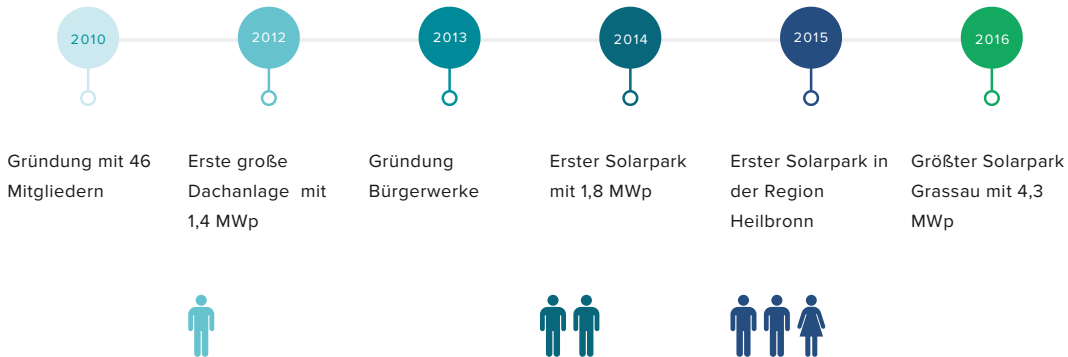 2010
2012
2013
2014
2015
2016
Gründung mit 46
Mitgliedern
Erste große
Dachanlage mit
1,4 MWp
Gründung
Bürgerwerke
Erster Solarpark
mit 1,8 MWp
Erster Solarpark in
der Region
Heilbronn
Größter Solarpark
Grassau mit 4,3
MWp